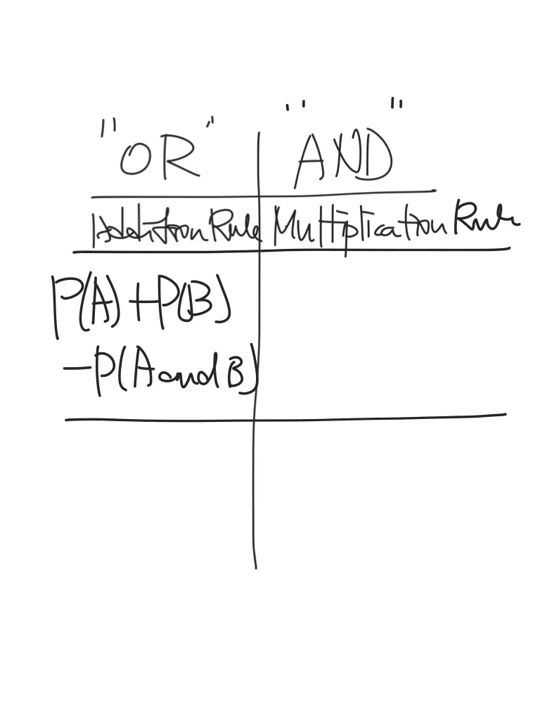 "OR" "AND"
Addition Rule Multiplication Rule
P(A)+P(B)
-P(A and B)